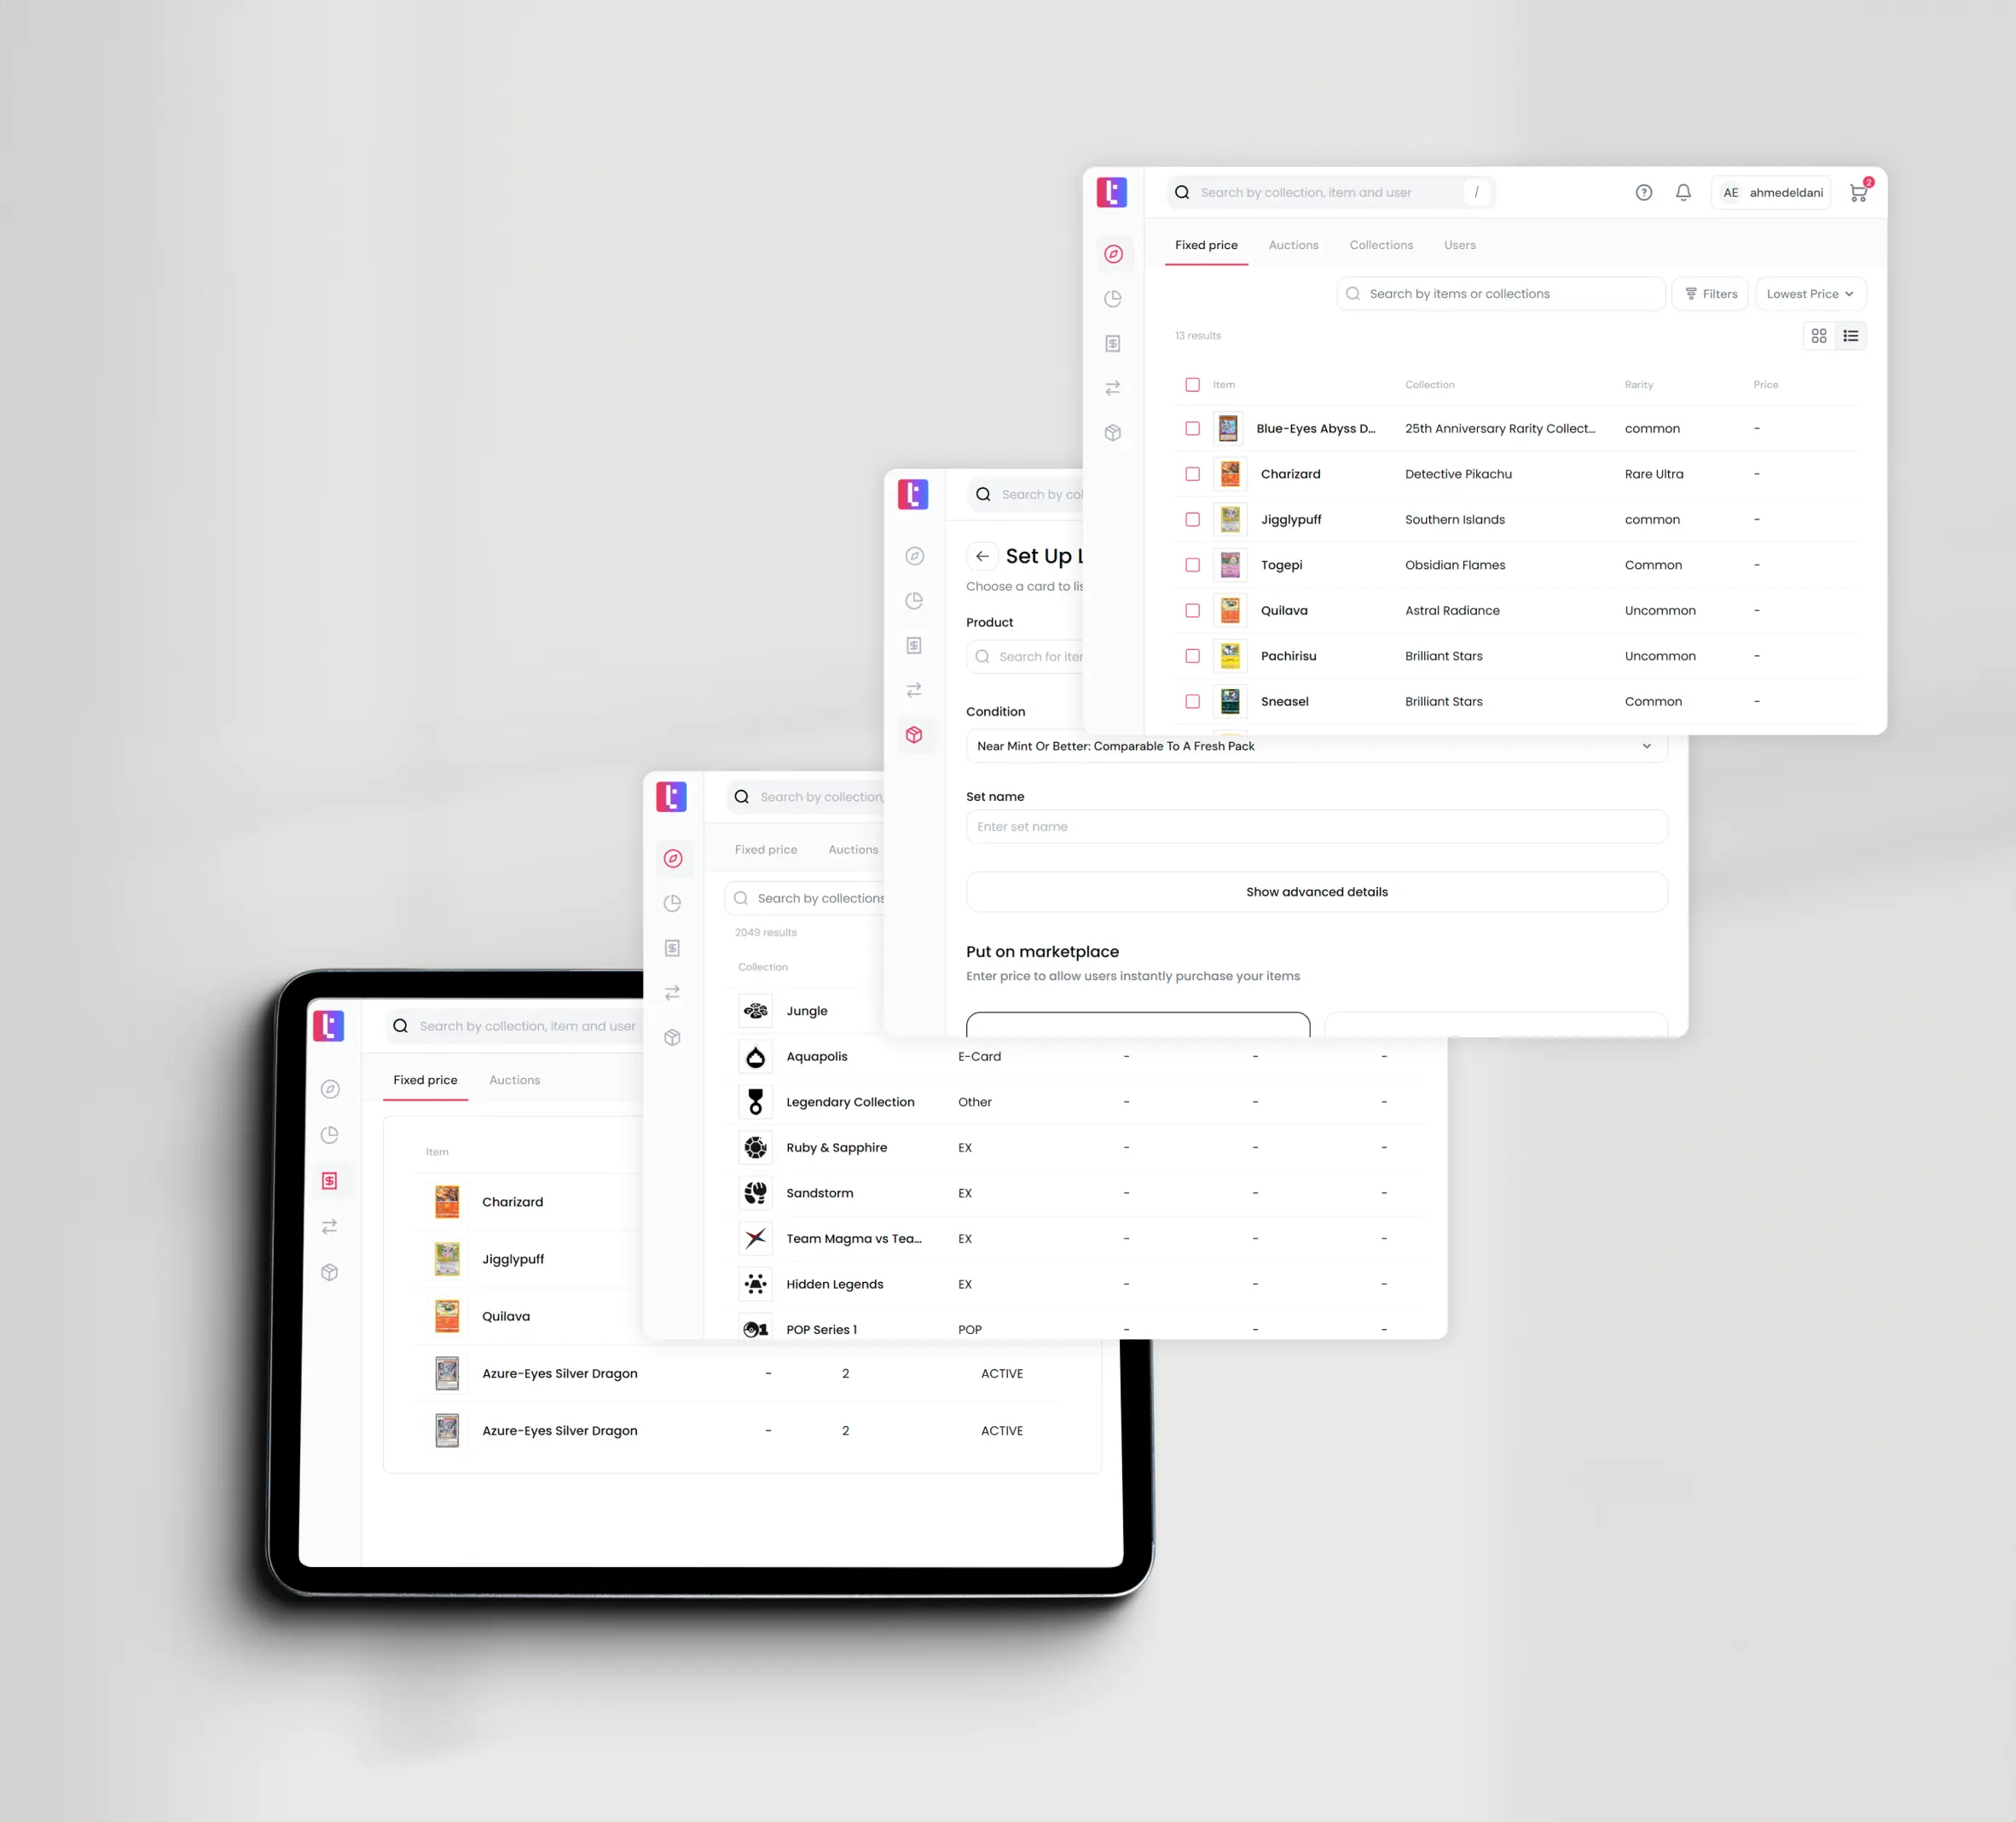 Search by collection, item and user /
AE ahmedeldani 2
Fixed price Auctions Collections Users
Search by items or collections Filters Lowest Price
13 results
Item Collection Rarity Price
Blue-Eyes Abyss D... 25th Anniversary Rarity Collect... common -
Charizard Detective Pikachu Rare Ultra -
Jigglypuff Southern Islands common -
Togepi Obsidian Flames Common -
Quilava Astral Radiance Uncommon -
Pachirisu Brilliant Stars Uncommon -
Sneasel Brilliant Stars Common -
Search by col
Set Up L
Choose a card to lis
Product
Search for iter
Condition
Near Mint Or Better: Comparable To A Fresh Pack
Set name
Enter set name
Show advanced details
Put on marketplace
Enter price to allow users instantly purchase your items
Search by collection,
Fixed price Auctions
Search by collections
2049 results
Collection
Jungle
Aquapolis E-Card - - -
Legendary Collection Other - - -
Ruby & Sapphire EX - - -
Sandstorm EX - - -
Team Magma vs Tea... EX - - -
Hidden Legends EX - - -
POP Series 1 POP - - -
Search by collection, item and user
Fixed price Auctions
Item
Charizard
Jigglypuff
Quilava
Azure-Eyes Silver Dragon - 2 ACTIVE
Azure-Eyes Silver Dragon - 2 ACTIVE